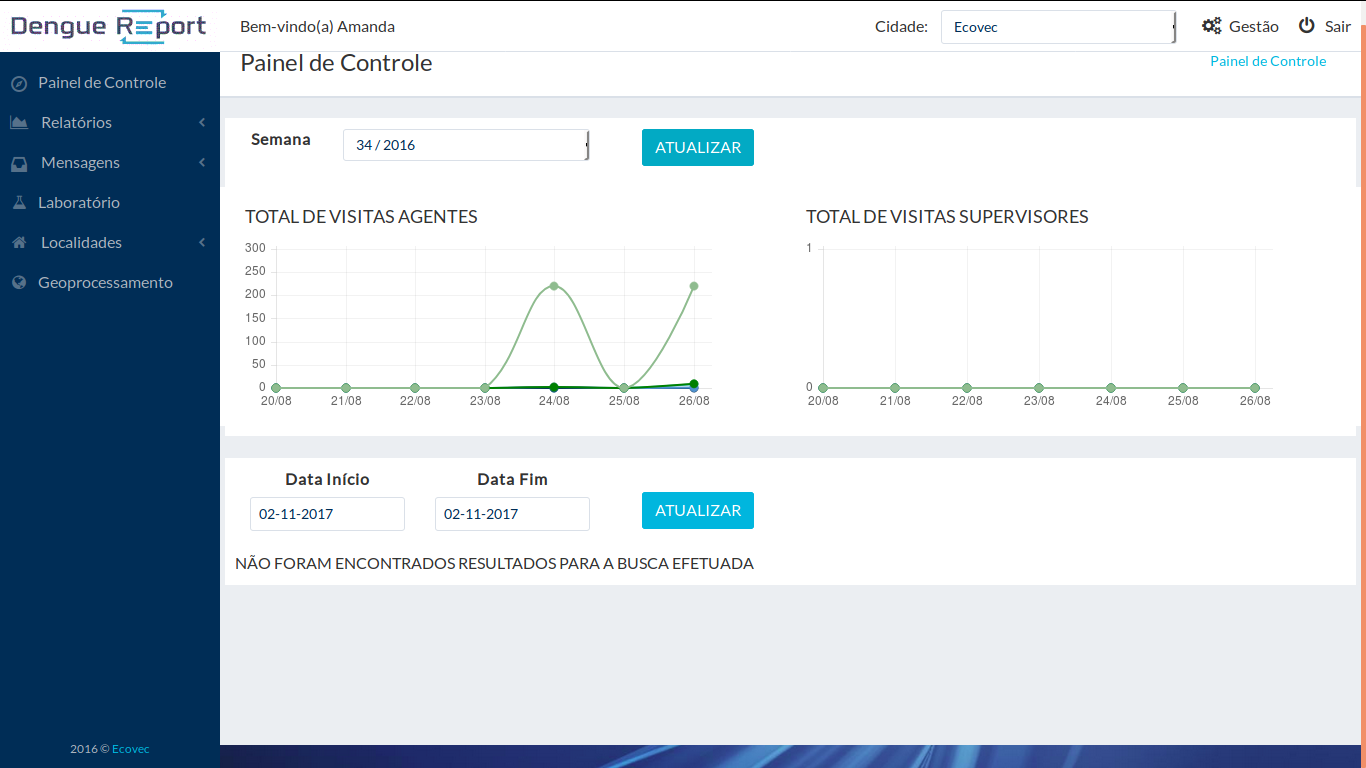 Dengue Report
Bem-vindo(a) Amanda
Cidade:
Ecovec
Gestão
Sair
Painel de Controle
Relatórios
Mensagens
Laboratório
Localidades
Geoprocessamento
2016 © Ecovec
Painel de Controle
Painel de Controle
Semana
34 / 2016
ATUALIZAR
TOTAL DE VISITAS AGENTES
300
250
200
150
100
50
0
20/08 21/08 22/08 23/08 24/08 25/08 26/08
TOTAL DE VISITAS SUPERVISORES
1
0
20/08 21/08 22/08 23/08 24/08 25/08 26/08
Data Início
Data Fim
02-11-2017
02-11-2017
ATUALIZAR
NÃO FORAM ENCONTRADOS RESULTADOS PARA A BUSCA EFETUADA